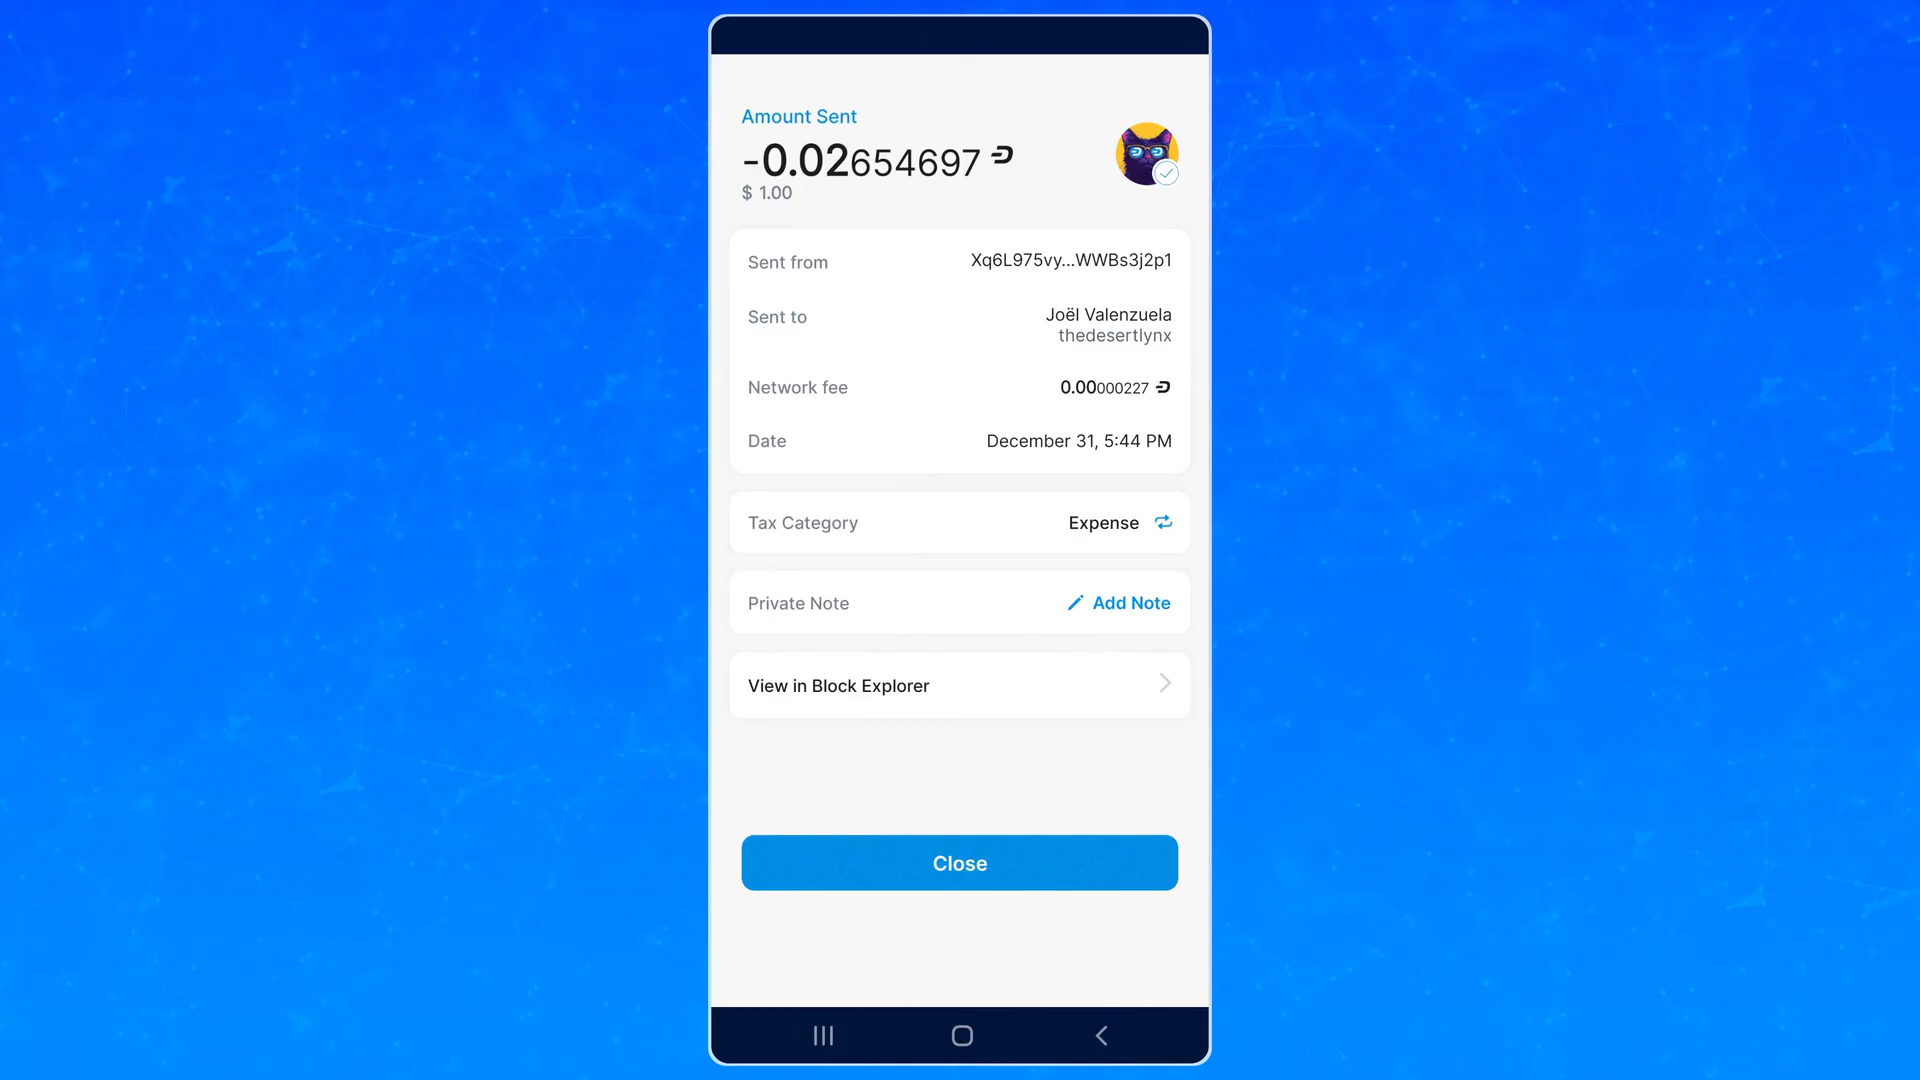 Amount Sent
-0.02654697
$ 1.00
Sent from Xq6L975vy...WWBs3j2p1
Sent to Joël Valenzuela
thedesertlynx
Network fee 0.00000227
Date December 31, 5:44 PM
Tax Category Expense
Private Note Add Note
View in Block Explorer
Close